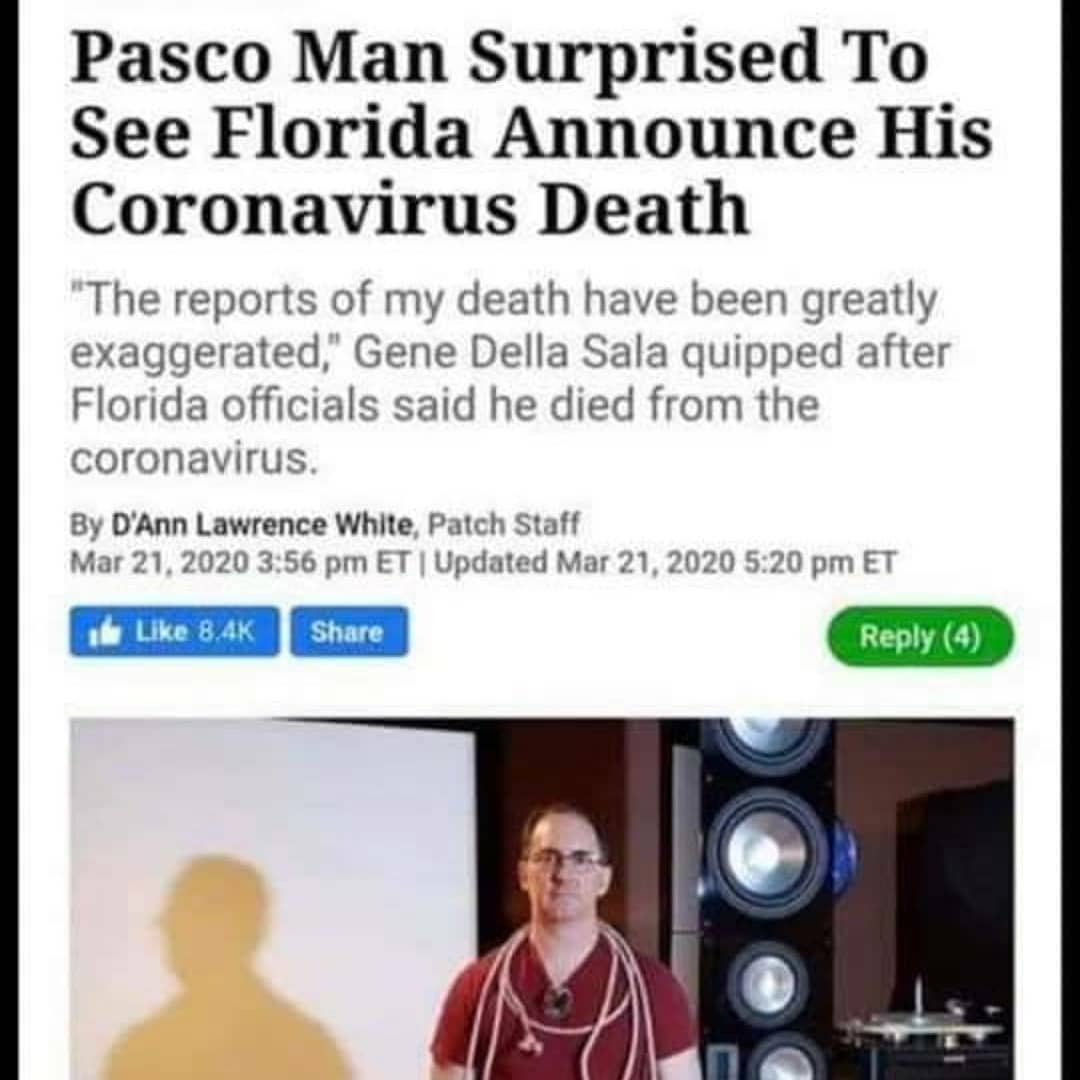 Pasco Man Surprised To
See Florida Announce His
Coronavirus Death
"The reports of my death have been greatly
exaggerated," Gene Della Sala quipped after
Florida officials said he died from the
coronavirus.
By D'Ann Lawrence White, Patch Staff
Mar 21, 2020 3:56 pm ET | Updated Mar 21, 2020 5:20 pm ET
Like 8.4K Share Reply (4)